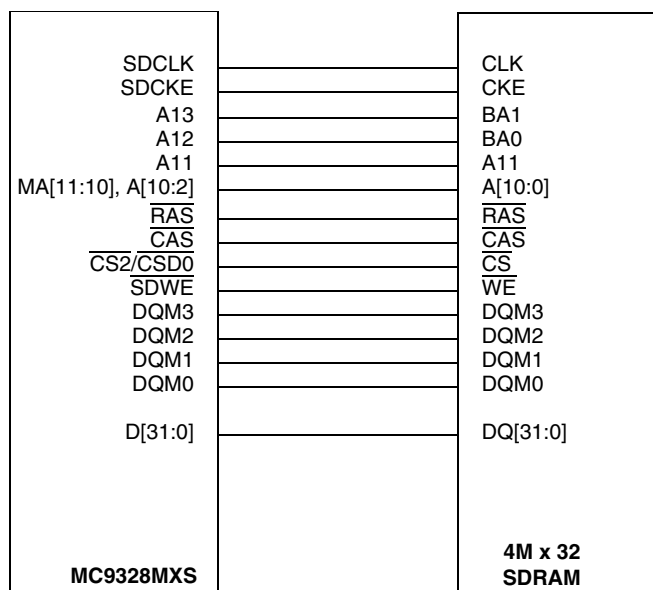 SDCLK CLK
SDCKE CKE
A13 BA1
A12 BA0
A11 A11
MA[11:10], A[10:2] A[10:0]
RAS RAS
CAS CAS
CS2/CSD0 CS
SDWE WE
DQM3 DQM3
DQM2 DQM2
DQM1 DQM1
DQM0 DQM0
D[31:0] DQ[31:0]
MC9328MXS
4M x 32
SDRAM